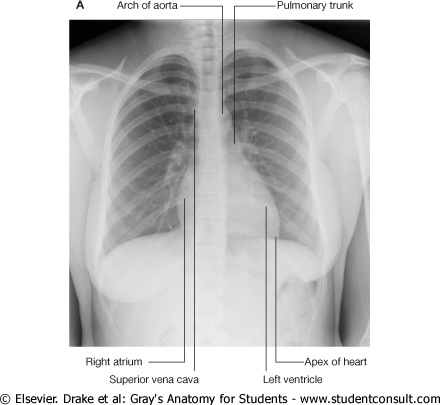 A
Arch of aorta
Pulmonary trunk
Right atrium
Apex of heart
Superior vena cava
Left ventricle
© Elsevier. Drake et al: Gray's Anatomy for Students - www.studentconsult.com